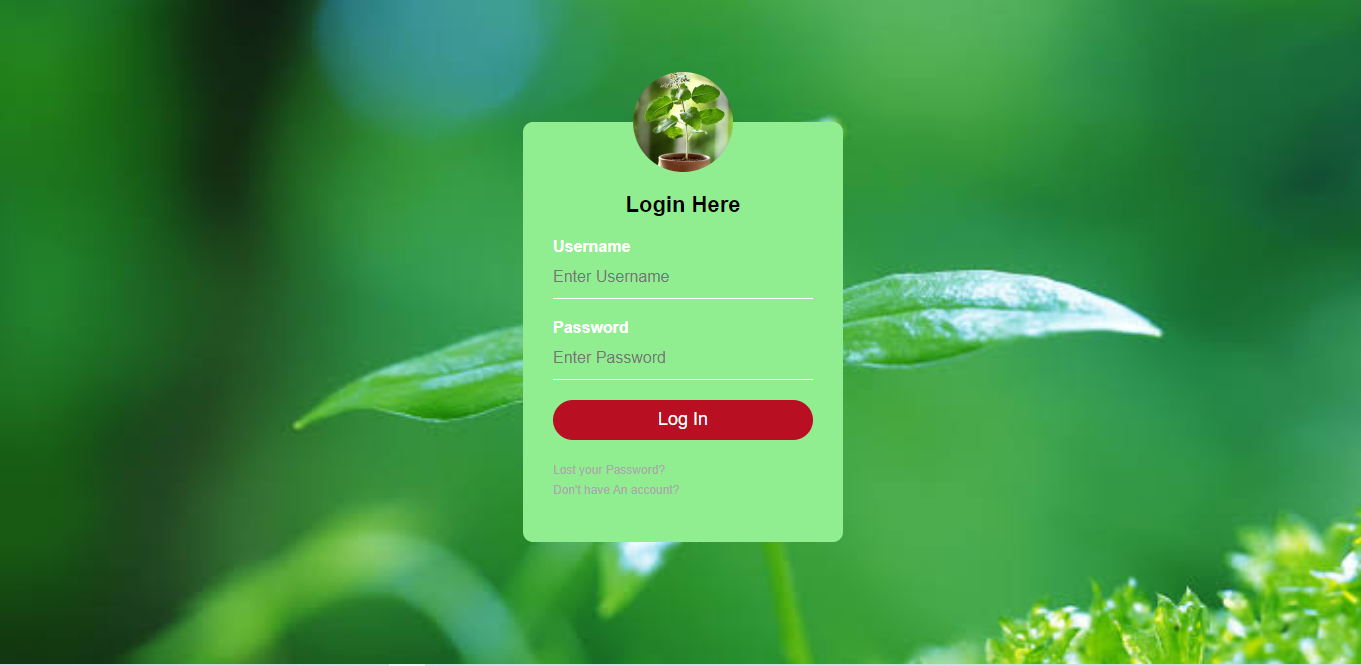 Login Here
Username
Enter Username
Password
Enter Password
Log In
Lost your Password?
Don't have An account?